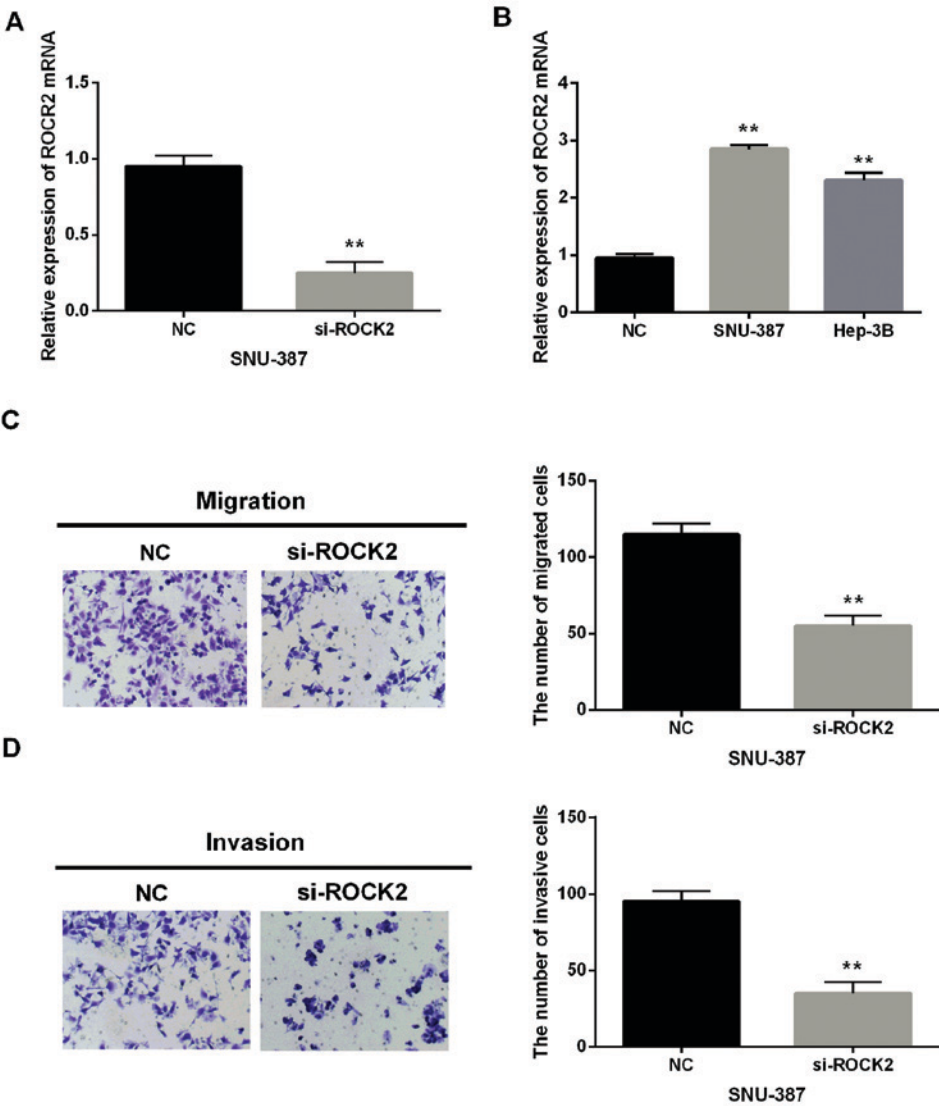 A
Relative expression of ROCR2 mRNA
1.5
1.0
0.5
0.0
**
NC
si-ROCK2
SNU-387
B
Relative expression of ROCR2 mRNA
4
3
2
1
0
**
**
NC
SNU-387
Hep-3B
C
Migration
NC
si-ROCK2
The number of migrated cells
150
100
50
0
**
NC
si-ROCK2
SNU-387
D
Invasion
NC
si-ROCK2
The number of invasive cells
150
100
50
0
**
NC
si-ROCK2
SNU-387